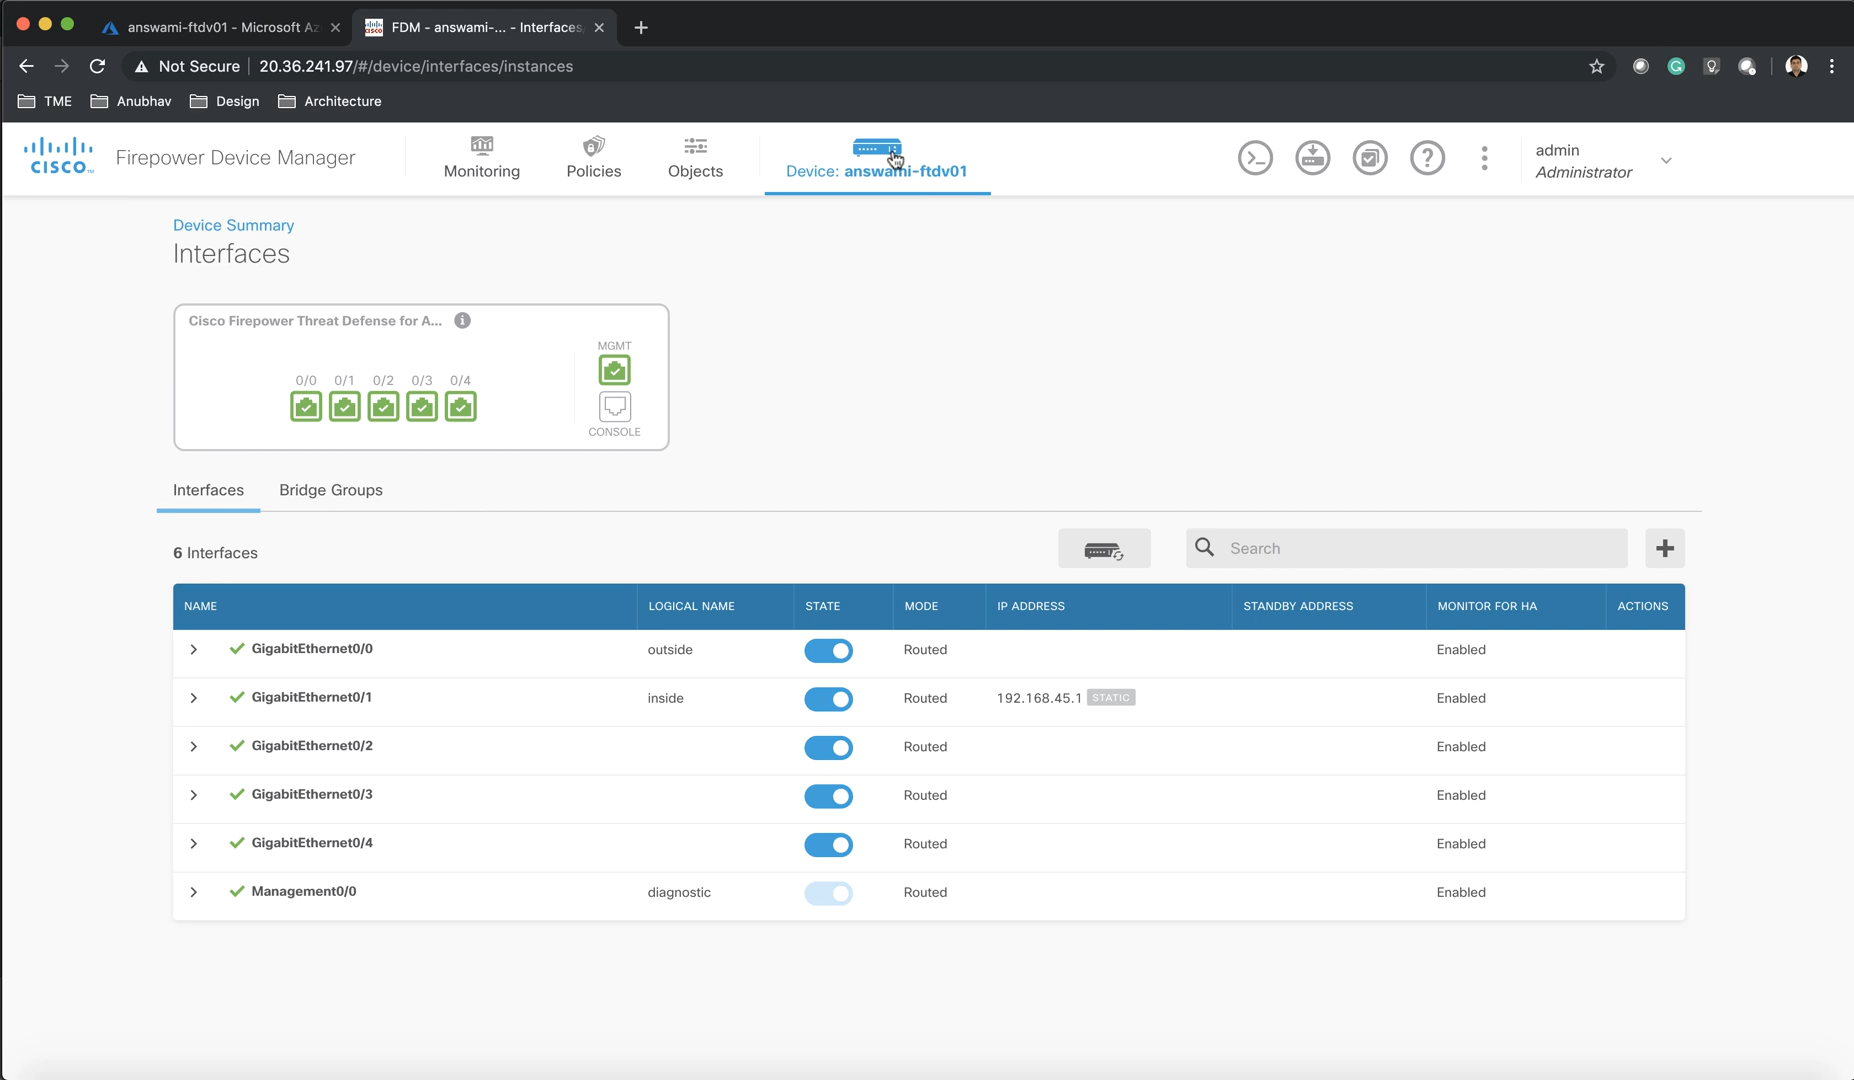 answami-ftdv01 - Microsoft Az
FDM - answami-... - Interfaces
Not Secure
20.36.241.97/#/device/interfaces/instances
TME
Anubhav
Design
Architecture
CISCO
Firepower Device Manager
Monitoring
Policies
Objects
Device: answami-ftdv01
admin
Administrator
Device Summary
Interfaces
Cisco Firepower Threat Defense for A...
MGMT
0/0 0/1 0/2 0/3 0/4
CONSOLE
Interfaces
Bridge Groups
6 Interfaces
Search
NAME LOGICAL NAME STATE MODE IP ADDRESS STANDBY ADDRESS MONITOR FOR HA ACTIONS
GigabitEthernet0/0 outside Routed Enabled
GigabitEthernet0/1 inside Routed 192.168.45.1 STATIC Enabled
GigabitEthernet0/2 Routed Enabled
GigabitEthernet0/3 Routed Enabled
GigabitEthernet0/4 Routed Enabled
Management0/0 diagnostic Routed Enabled